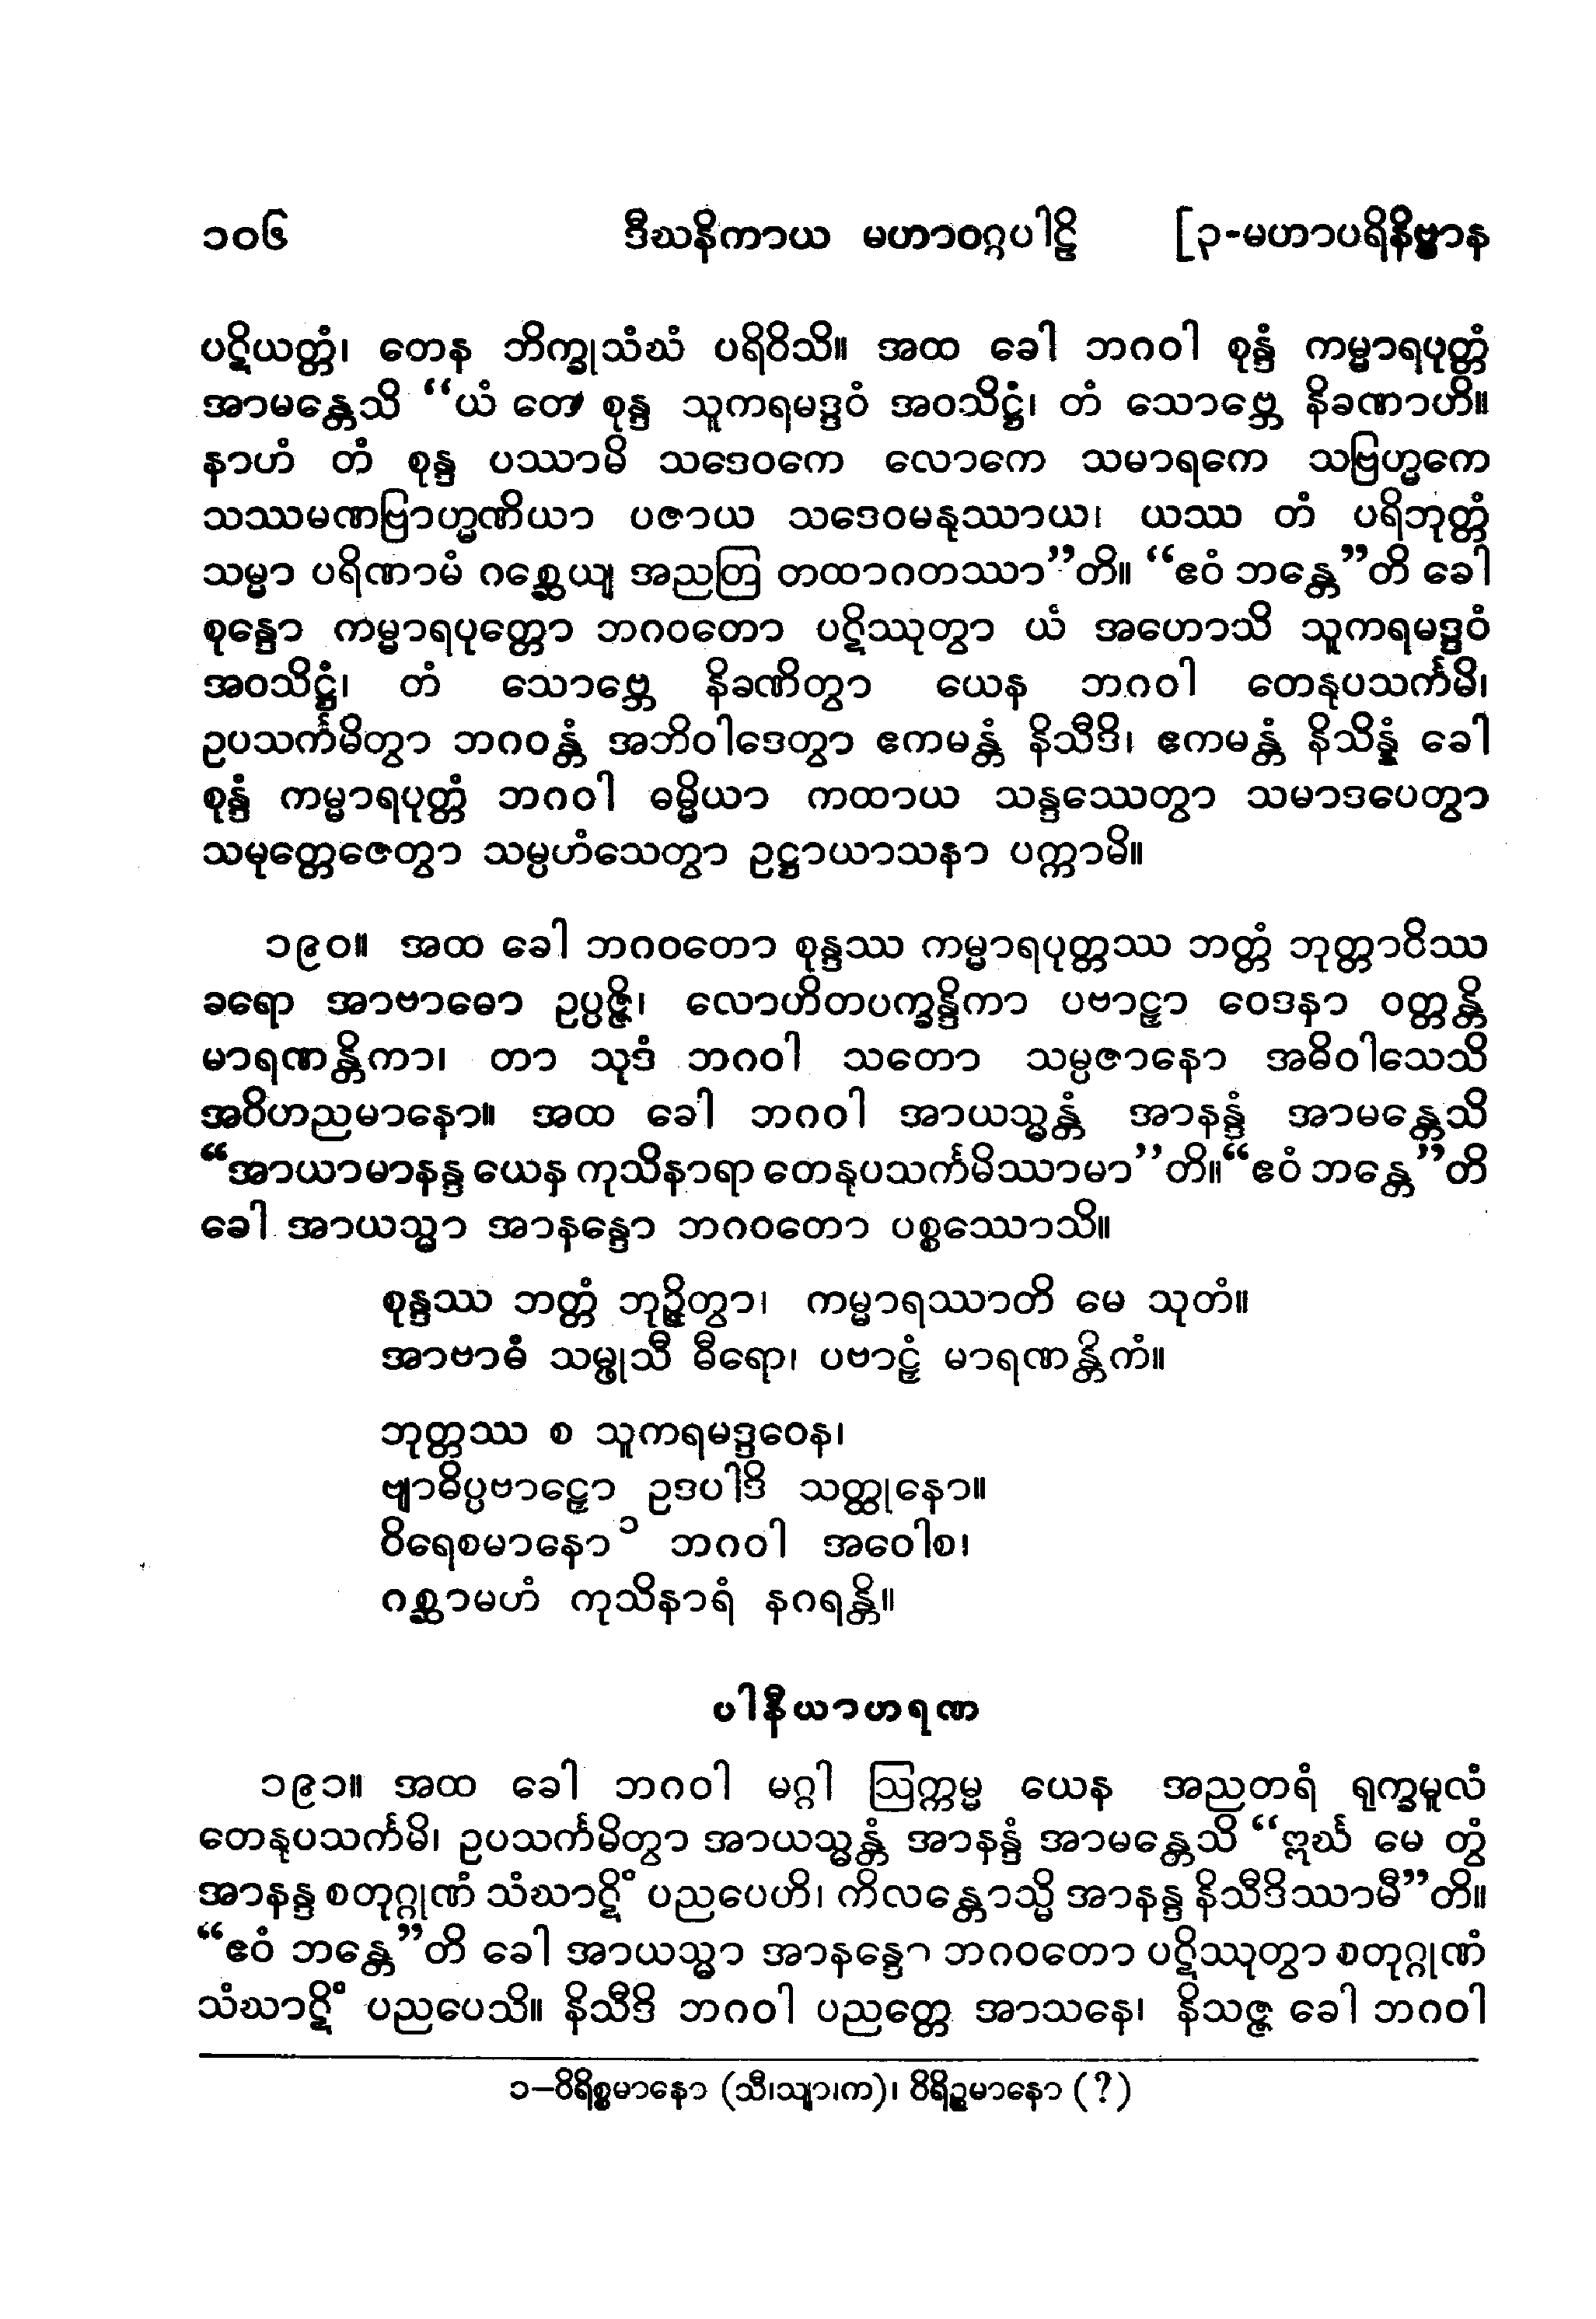 ၁၀၆ ဒီဃနိကာယ မဟာဝဂ္ဂပါဠိ [၃-မဟာပရိနိဗ္ဗာန
ပဋိယတ္တံ၊ တေန ဘိက္ခုသံဃံ ပရိဝိသိ။ အထ ခေါ ဘဂဝါ စုန္ဒံ ကမ္မာရပုတ္တံ
အာမန္တေသိ “ယံ တေ စုန္ဒ သူကရမဒ္ဒဝံ အဝသိဋ္ဌံ၊ တံ သောဗ္ဘေ နိခဏာဟိ။
နာဟံ တံ စုန္ဒ ပဿာမိ သဒေဝကေ လောကေ သမာရကေ သဗြဟ္မကေ
သဿမဏဗြာဟ္မဏိယာ ပဇာယ သဒေဝမနုဿာယ၊ ယဿ တံ ပရိဘုတ္တံ
သမ္မာ ပရိဏာမံ ဂစ္ဆေယျ အညတြ တထာဂတဿာ”တိ။ “ဧဝံ ဘန္တေ”တိ ခေါ
စုန္ဒော ကမ္မာရပုတ္တော ဘဂဝတော ပဋိဿုတွာ ယံ အဟောသိ သူကရမဒ္ဒဝံ
အဝသိဋ္ဌံ၊ တံ သောဗ္ဘေ နိခဏိတွာ ယေန ဘဂဝါ တေနုပသင်္ကမိ၊
ဥပသင်္ကမိတွာ ဘဂဝန္တံ အဘိဝါဒေတွာ ဧကမန္တံ နိသီဒိ၊ ဧကမန္တံ နိသိန္နံ ခေါ
စုန္ဒံ ကမ္မာရပုတ္တံ ဘဂဝါ ဓမ္မိယာ ကထာယ သန္ဒဿေတွာ သမာဒပေတွာ
သမုတ္တေဇေတွာ သမ္ပဟံသေတွာ ဥဋ္ဌာယာသနာ ပက္ကာမိ။
၁၉၀။ အထ ခေါ ဘဂဝတော စုန္ဒဿ ကမ္မာရပုတ္တဿ ဘတ္တံ ဘုတ္တာဝိဿ
ခရော အာဗာဓော ဥပ္ပဇ္ဇိ၊ လောဟိတပက္ခန္ဒိကာ ပဗာဠှာ ဝေဒနာ ဝတ္တန္တိ
မာရဏန္တိကာ၊ တာ သုဒံ ဘဂဝါ သတော သမ္ပဇာနော အဓိဝါသေသိ
အဝိဟညမာနော။ အထ ခေါ ဘဂဝါ အာယသ္မန္တံ အာနန္ဒံ အာမန္တေသိ
“အာယာမာနန္ဒ ယေန ကုသိနာရာ တေနုပသင်္ကမိဿာမာ”တိ။ “ဧဝံ ဘန္တေ”တိ
ခေါ အာယသ္မာ အာနန္ဒော ဘဂဝတော ပစ္စဿောသိ။
စုန္ဒဿ ဘတ္တံ ဘုဉ္ဇိတွာ၊ ကမ္မာရဿာတိ မေ သုတံ။
အာဗာဓံ သမ္ဖုသီ ဓီရော၊ ပဗာဠှံ မာရဏန္တိကံ။
ဘုတ္တဿ စ သူကရမဒ္ဒဝေန၊
ဗျာဓိပ္ပဗာဠှော ဥဒပါဒိ သတ္ထုနော။
ဝိရေစမာနော ၁ ဘဂဝါ အဝေါစ၊
ဂစ္ဆာမဟံ ကုသိနာရံ နဂရန္တိ။
ပါနီယာဟရဏ
၁၉၁။ အထ ခေါ ဘဂဝါ မဂ္ဂါ ဩက္ကမ္မ ယေန အညတရံ ရုက္ခမူလံ
တေနုပသင်္ကမိ၊ ဥပသင်္ကမိတွာ အာယသ္မန္တံ အာနန္ဒံ အာမန္တေသိ “ဣင်္ဃ မေ တွံ
အာနန္ဒ စတုဂ္ဂုဏံ သံဃာဋိံ ပညပေဟိ၊ ကိလန္တောသ္မိ အာနန္ဒ နိသီဒိဿာမီ”တိ။
“ဧဝံ ဘန္တေ”တိ ခေါ အာယသ္မာ အာနန္ဒော ဘဂဝတော ပဋိဿုတွာ စတုဂ္ဂုဏံ
သံဃာဋိံ ပညပေသိ။ နိသီဒိ ဘဂဝါ ပညတ္တေ အာသနေ၊ နိသဇ္ဇ ခေါ ဘဂဝါ
၁–ဝိရိစ္စမာနော (သီ၊သျာ၊က)၊ ဝိရိဉ္စမာနော (?)